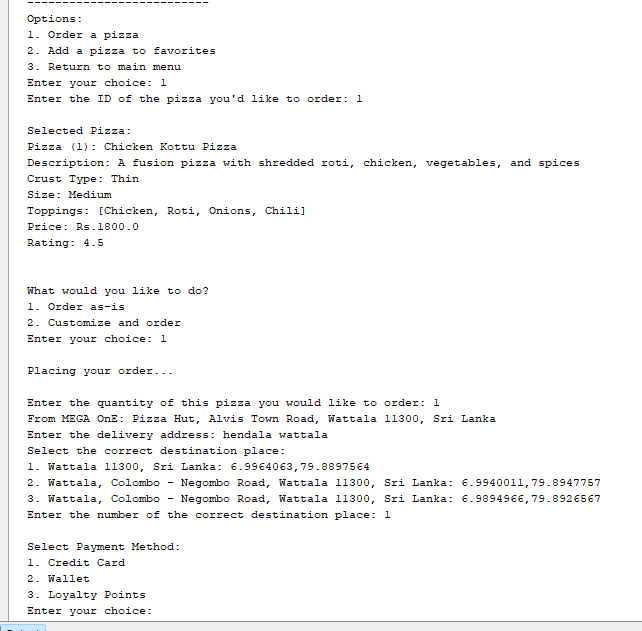 --------------------------
Options:
1. Order a pizza
2. Add a pizza to favorites
3. Return to main menu
Enter your choice: 1
Enter the ID of the pizza you'd like to order: 1
Selected Pizza:
Pizza (1): Chicken Kottu Pizza
Description: A fusion pizza with shredded roti, chicken, vegetables, and spices
Crust Type: Thin
Size: Medium
Toppings: [Chicken, Roti, Onions, Chili]
Price: Rs.1800.0
Rating: 4.5
What would you like to do?
1. Order as-is
2. Customize and order
Enter your choice: 1
Placing your order...
Enter the quantity of this pizza you would like to order: 1
From MEGA OnE: Pizza Hut, Alvis Town Road, Wattala 11300, Sri Lanka
Enter the delivery address: hendala wattala
Select the correct destination place:
1. Wattala 11300, Sri Lanka: 6.9964063,79.8897564
2. Wattala, Colombo - Negombo Road, Wattala 11300, Sri Lanka: 6.9940011,79.8947757
3. Wattala, Colombo - Negombo Road, Wattala 11300, Sri Lanka: 6.9894966,79.8926567
Enter the number of the correct destination place: 1
Select Payment Method:
1. Credit Card
2. Wallet
3. Loyalty Points
Enter your choice: